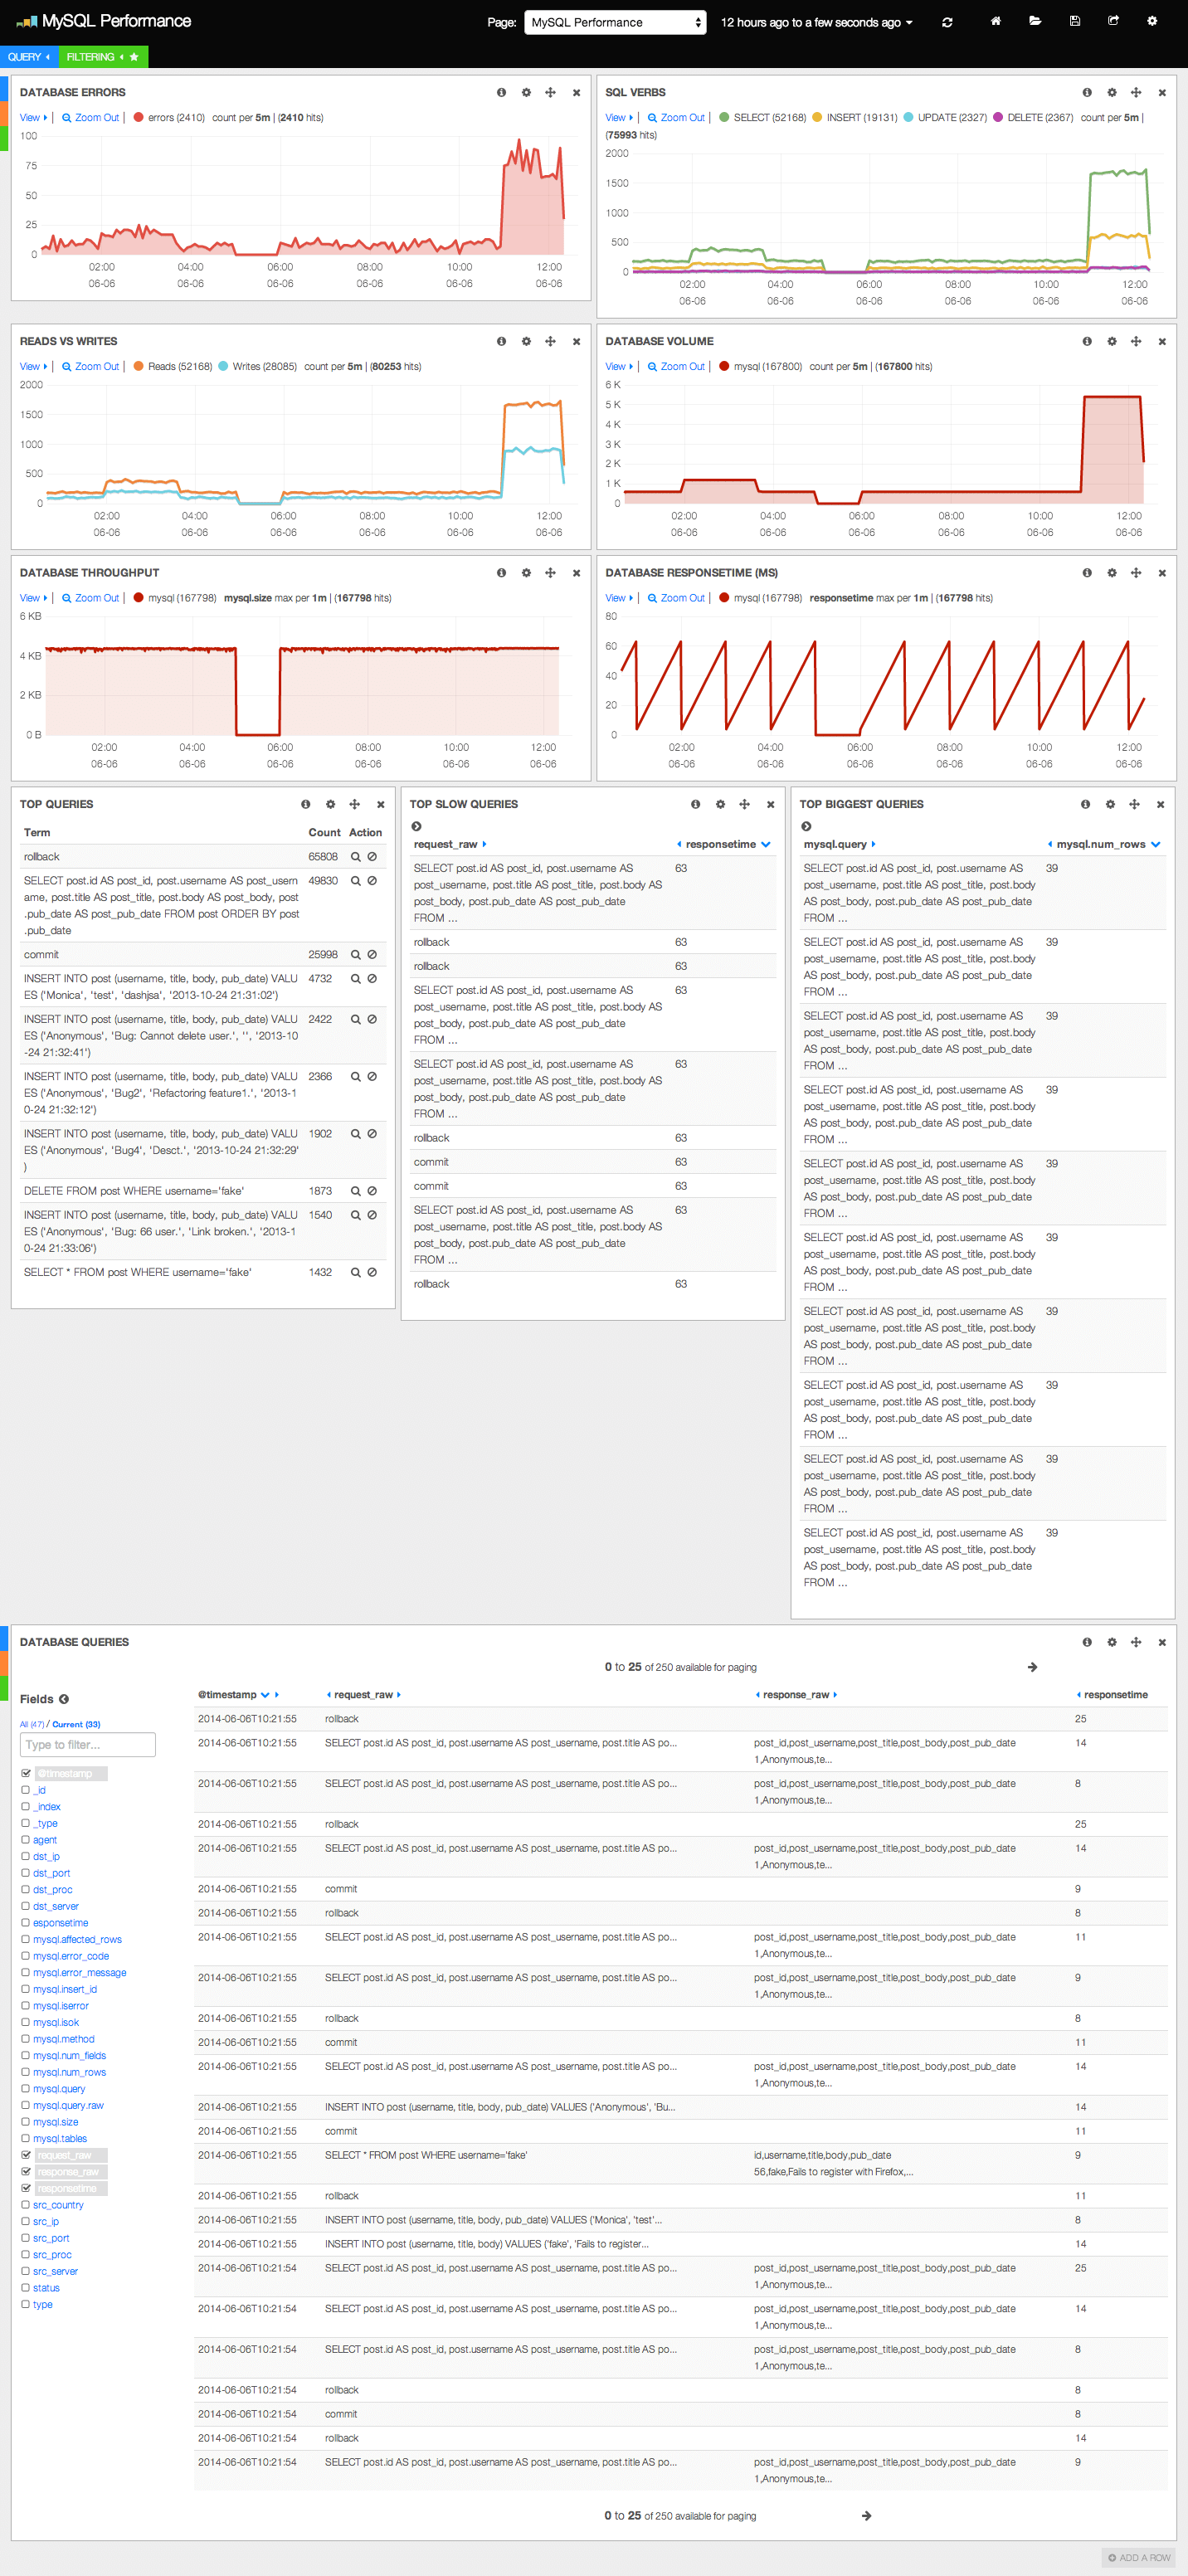 MySQL Performance
Page: MySQL Performance 12 hours ago to a few seconds ago
QUERY FILTERING
DATABASE ERRORS
View | Zoom Out | errors (2410) count per 5m | (2410 hits)
100
75
50
25
0
02:00 04:00 06:00 08:00 10:00 12:00
06-06 06-06 06-06 06-06 06-06 06-06
SQL VERBS
View | Zoom Out | SELECT (52168) INSERT (19131) UPDATE (2327) DELETE (2367) count per 5m |
(75993 hits)
2000
1500
1000
500
0
02:00 04:00 06:00 08:00 10:00 12:00
06-06 06-06 06-06 06-06 06-06 06-06
READS VS WRITES
View | Zoom Out | Reads (52168) Writes (28085) count per 5m | (80253 hits)
2000
1500
1000
500
0
02:00 04:00 06:00 08:00 10:00 12:00
06-06 06-06 06-06 06-06 06-06 06-06
DATABASE VOLUME
View | Zoom Out | mysql (167800) count per 5m | (167800 hits)
6 K
5 K
4 K
3 K
2 K
1 K
0
02:00 04:00 06:00 08:00 10:00 12:00
06-06 06-06 06-06 06-06 06-06 06-06
DATABASE THROUGHPUT
View | Zoom Out | mysql (167798) mysql.size max per 1m | (167798 hits)
6 KB
4 KB
2 KB
0 B
02:00 04:00 06:00 08:00 10:00 12:00
06-06 06-06 06-06 06-06 06-06 06-06
DATABASE RESPONSETIME (MS)
View | Zoom Out | mysql (167798) responsetime max per 1m | (167798 hits)
80
60
40
20
0
02:00 04:00 06:00 08:00 10:00 12:00
06-06 06-06 06-06 06-06 06-06 06-06
TOP QUERIES
Term Count Action
rollback 65808
SELECT post.id AS post_id, post.username AS post_usern 49830
ame, post.title AS post_title, post.body AS post_body, post
.pub_date AS post_pub_date FROM post ORDER BY post
.pub_date
commit 25998
INSERT INTO post (username, title, body, pub_date) VALU 4732
ES ('Monica', 'test', 'dashjsa', '2013-10-24 21:31:02')
INSERT INTO post (username, title, body, pub_date) VALU 2422
ES ('Anonymous', 'Bug: Cannot delete user.', '', '2013-10
-24 21:32:41')
INSERT INTO post (username, title, body, pub_date) VALU 2366
ES ('Anonymous', 'Bug2', 'Refactoring feature1.', '2013-1
0-24 21:32:12')
INSERT INTO post (username, title, body, pub_date) VALU 1902
ES ('Anonymous', 'Bug4', 'Desct.', '2013-10-24 21:32:29'
)
DELETE FROM post WHERE username='fake' 1873
INSERT INTO post (username, title, body, pub_date) VALU 1540
ES ('Anonymous', 'Bug: 66 user.', 'Link broken.', '2013-1
0-24 21:33:06')
SELECT * FROM post WHERE username='fake' 1432
TOP SLOW QUERIES
request_raw responsetime
SELECT post.id AS post_id, post.username AS 63
post_username, post.title AS post_title, post.body AS
post_body, post.pub_date AS post_pub_date
FROM ...
rollback 63
rollback 63
SELECT post.id AS post_id, post.username AS 63
post_username, post.title AS post_title, post.body AS
post_body, post.pub_date AS post_pub_date
FROM ...
SELECT post.id AS post_id, post.username AS 63
post_username, post.title AS post_title, post.body AS
post_body, post.pub_date AS post_pub_date
FROM ...
rollback 63
commit 63
commit 63
SELECT post.id AS post_id, post.username AS 63
post_username, post.title AS post_title, post.body AS
post_body, post.pub_date AS post_pub_date
FROM ...
rollback 63
TOP BIGGEST QUERIES
mysql.query mysql.num_rows
SELECT post.id AS post_id, post.username AS 39
post_username, post.title AS post_title, post.body
AS post_body, post.pub_date AS post_pub_date
FROM ...
SELECT post.id AS post_id, post.username AS 39
post_username, post.title AS post_title, post.body
AS post_body, post.pub_date AS post_pub_date
FROM ...
SELECT post.id AS post_id, post.username AS 39
post_username, post.title AS post_title, post.body
AS post_body, post.pub_date AS post_pub_date
FROM ...
SELECT post.id AS post_id, post.username AS 39
post_username, post.title AS post_title, post.body
AS post_body, post.pub_date AS post_pub_date
FROM ...
SELECT post.id AS post_id, post.username AS 39
post_username, post.title AS post_title, post.body
AS post_body, post.pub_date AS post_pub_date
FROM ...
SELECT post.id AS post_id, post.username AS 39
post_username, post.title AS post_title, post.body
AS post_body, post.pub_date AS post_pub_date
FROM ...
SELECT post.id AS post_id, post.username AS 39
post_username, post.title AS post_title, post.body
AS post_body, post.pub_date AS post_pub_date
FROM ...
SELECT post.id AS post_id, post.username AS 39
post_username, post.title AS post_title, post.body
AS post_body, post.pub_date AS post_pub_date
FROM ...
SELECT post.id AS post_id, post.username AS 39
post_username, post.title AS post_title, post.body
AS post_body, post.pub_date AS post_pub_date
FROM ...
SELECT post.id AS post_id, post.username AS 39
post_username, post.title AS post_title, post.body
AS post_body, post.pub_date AS post_pub_date
FROM ...
DATABASE QUERIES
0 to 25 of 250 available for paging
Fields
All (47) / Current (33)
Type to filter...
@timestamp
_id
_index
_type
agent
dst_ip
dst_port
dst_proc
dst_server
esponsetime
mysql.affected_rows
mysql.error_code
mysql.error_message
mysql.insert_id
mysql.iserror
mysql.isok
mysql.method
mysql.num_fields
mysql.num_rows
mysql.query
mysql.query.raw
mysql.size
mysql.tables
request_raw
response_raw
responsetime
src_country
src_ip
src_port
src_proc
src_server
status
type
@timestamp request_raw response_raw responsetime
2014-06-06T10:21:55 rollback 25
2014-06-06T10:21:55 SELECT post.id AS post_id, post.username AS post_username, post.title AS po... post_id,post_username,post_title,post_body,post_pub_date 14
1,Anonymous,te...
2014-06-06T10:21:55 SELECT post.id AS post_id, post.username AS post_username, post.title AS po... post_id,post_username,post_title,post_body,post_pub_date 8
1,Anonymous,te...
2014-06-06T10:21:55 rollback 25
2014-06-06T10:21:55 SELECT post.id AS post_id, post.username AS post_username, post.title AS po... post_id,post_username,post_title,post_body,post_pub_date 14
1,Anonymous,te...
2014-06-06T10:21:55 commit 9
2014-06-06T10:21:55 rollback 8
2014-06-06T10:21:55 SELECT post.id AS post_id, post.username AS post_username, post.title AS po... post_id,post_username,post_title,post_body,post_pub_date 11
1,Anonymous,te...
2014-06-06T10:21:55 SELECT post.id AS post_id, post.username AS post_username, post.title AS po... post_id,post_username,post_title,post_body,post_pub_date 9
1,Anonymous,te...
2014-06-06T10:21:55 rollback 8
2014-06-06T10:21:55 commit 11
2014-06-06T10:21:55 SELECT post.id AS post_id, post.username AS post_username, post.title AS po... post_id,post_username,post_title,post_body,post_pub_date 14
1,Anonymous,te...
2014-06-06T10:21:55 INSERT INTO post (username, title, body, pub_date) VALUES ('Anonymous', 'Bu... 14
2014-06-06T10:21:55 commit 11
2014-06-06T10:21:55 SELECT * FROM post WHERE username='fake' id,username,title,body,pub_date 9
56,fake,Fails to register with Firefox,...
2014-06-06T10:21:55 rollback 11
2014-06-06T10:21:55 INSERT INTO post (username, title, body, pub_date) VALUES ('Monica', 'test'... 8
2014-06-06T10:21:55 INSERT INTO post (username, title, body) VALUES ('fake', 'Fails to register... 14
2014-06-06T10:21:54 SELECT post.id AS post_id, post.username AS post_username, post.title AS po... post_id,post_username,post_title,post_body,post_pub_date 25
1,Anonymous,te...
2014-06-06T10:21:54 SELECT post.id AS post_id, post.username AS post_username, post.title AS po... post_id,post_username,post_title,post_body,post_pub_date 14
1,Anonymous,te...
2014-06-06T10:21:54 SELECT post.id AS post_id, post.username AS post_username, post.title AS po... post_id,post_username,post_title,post_body,post_pub_date 8
1,Anonymous,te...
2014-06-06T10:21:54 rollback 8
2014-06-06T10:21:54 commit 8
2014-06-06T10:21:54 rollback 14
2014-06-06T10:21:54 SELECT post.id AS post_id, post.username AS post_username, post.title AS po... post_id,post_username,post_title,post_body,post_pub_date 9
1,Anonymous,te...
0 to 25 of 250 available for paging
ADD A ROW